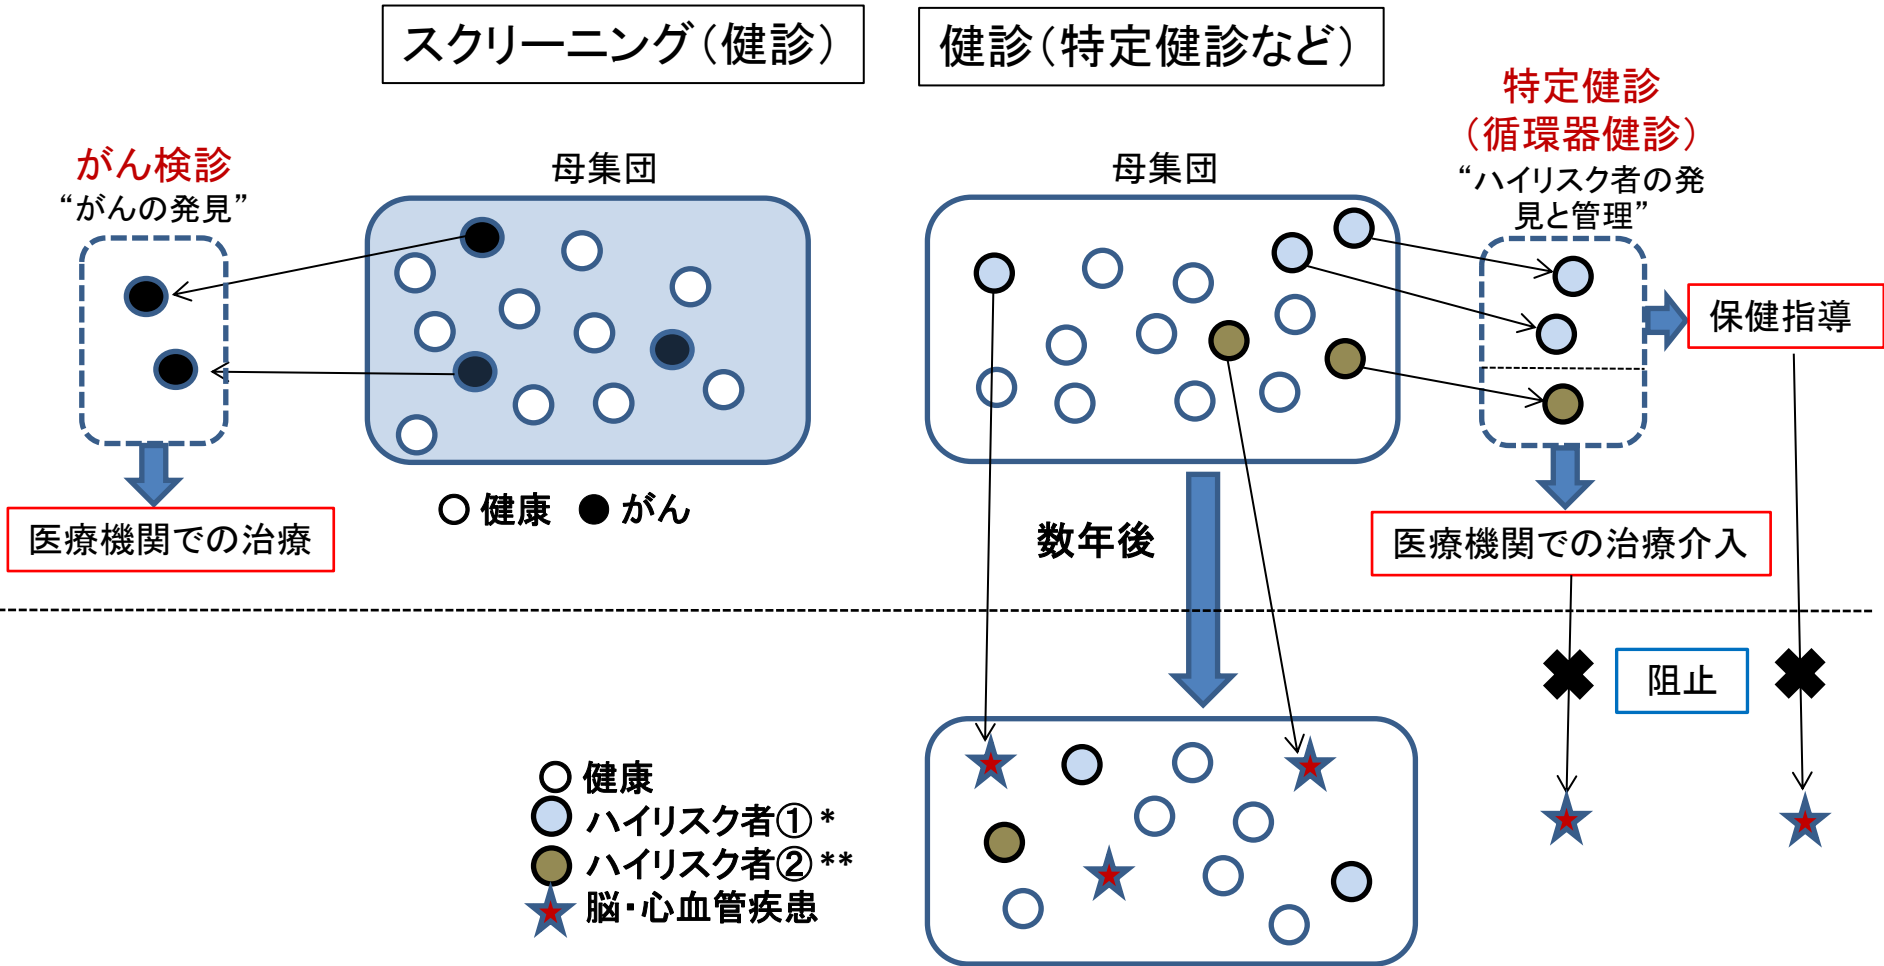 スクリーニング（健診）
健診（特定健診など）
がん検診
“がんの発見”
母集団
母集団
特定健診
（循環器健診）
“ハイリスク者の発
見と管理”
保健指導
医療機関での治療
○ 健康 ● がん
数年後
医療機関での治療介入
阻止
健康
ハイリスク者①*
ハイリスク者②**
脳・心血管疾患